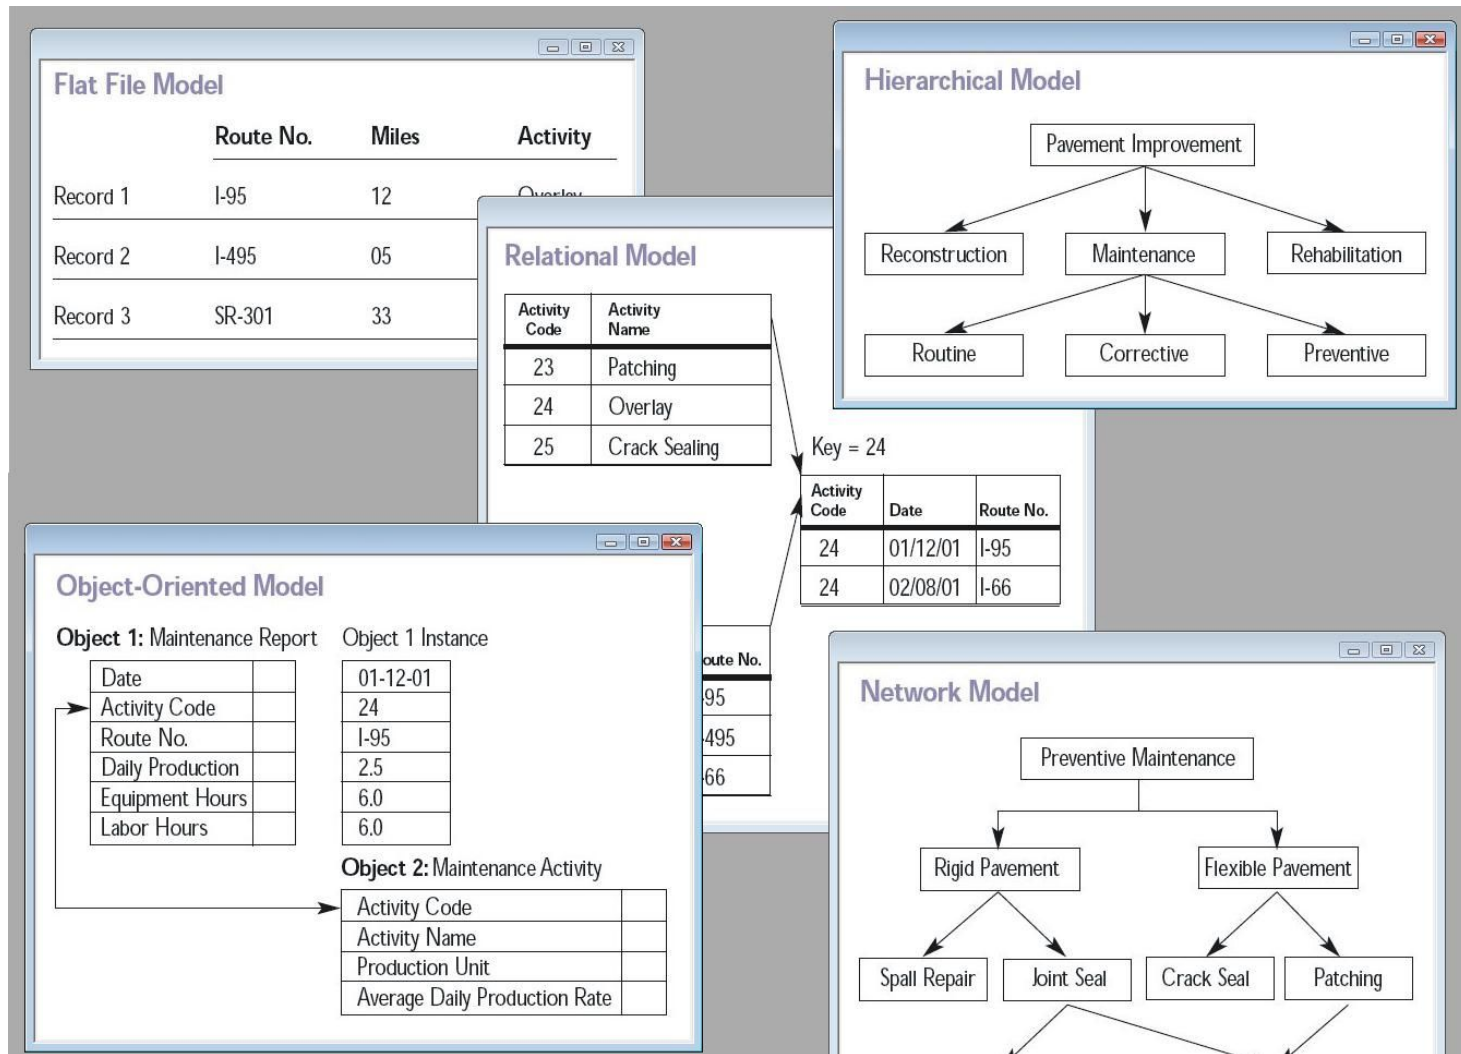 Flat File Model
Route No. Miles Activity
Record 1 I-95 12 Overlay
Record 2 I-495 05
Record 3 SR-301 33
Hierarchical Model
Pavement Improvement
Reconstruction Maintenance Rehabilitation
Routine Corrective Preventive
Relational Model
Activity Code Activity Name
23 Patching
24 Overlay
25 Crack Sealing
Key = 24
Activity Code Date Route No.
24 01/12/01 I-95
24 02/08/01 I-66
oute No.
-95
-495
-66
Object-Oriented Model
Object 1: Maintenance Report Object 1 Instance
Date 01-12-01
Activity Code 24
Route No. I-95
Daily Production 2.5
Equipment Hours 6.0
Labor Hours 6.0
Object 2: Maintenance Activity
Activity Code
Activity Name
Production Unit
Average Daily Production Rate
Network Model
Preventive Maintenance
Rigid Pavement Flexible Pavement
Spall Repair Joint Seal Crack Seal Patching